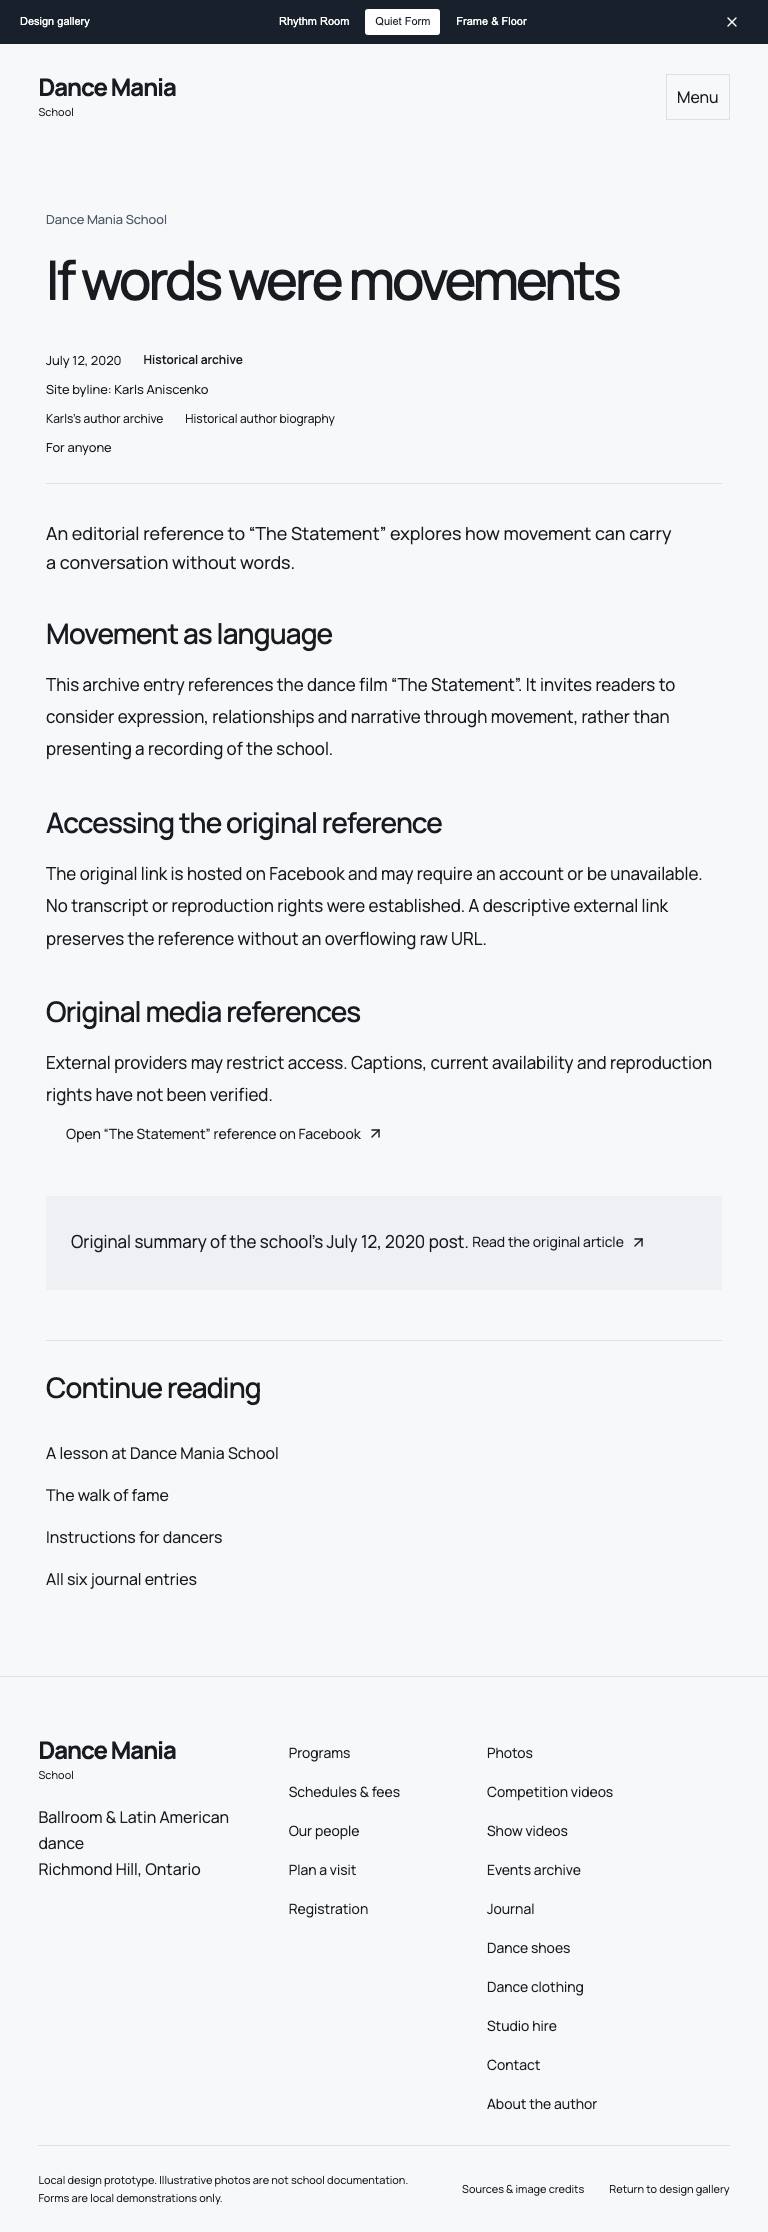 Design gallery
Rhythm Room
Quiet Form
Frame & Floor
Dance Mania
School
Menu
Dance Mania School
If words were movements
July 12, 2020
Historical archive
Site byline: Karls Aniscenko
Karls's author archive
Historical author biography
For anyone
An editorial reference to “The Statement” explores how movement can carry
a conversation without words.
Movement as language
This archive entry references the dance film “The Statement”. It invites readers to
consider expression, relationships and narrative through movement, rather than
presenting a recording of the school.
Accessing the original reference
The original link is hosted on Facebook and may require an account or be unavailable.
No transcript or reproduction rights were established. A descriptive external link
preserves the reference without an overflowing raw URL.
Original media references
External providers may restrict access. Captions, current availability and reproduction
rights have not been verified.
Open “The Statement” reference on Facebook
Original summary of the school's July 12, 2020 post. Read the original article
Continue reading
A lesson at Dance Mania School
The walk of fame
Instructions for dancers
All six journal entries
Dance Mania
School
Ballroom & Latin American
dance
Richmond Hill, Ontario
Programs
Schedules & fees
Our people
Plan a visit
Registration
Photos
Competition videos
Show videos
Events archive
Journal
Dance shoes
Dance clothing
Studio hire
Contact
About the author
Local design prototype. Illustrative photos are not school documentation.
Forms are local demonstrations only.
Sources & image credits
Return to design gallery